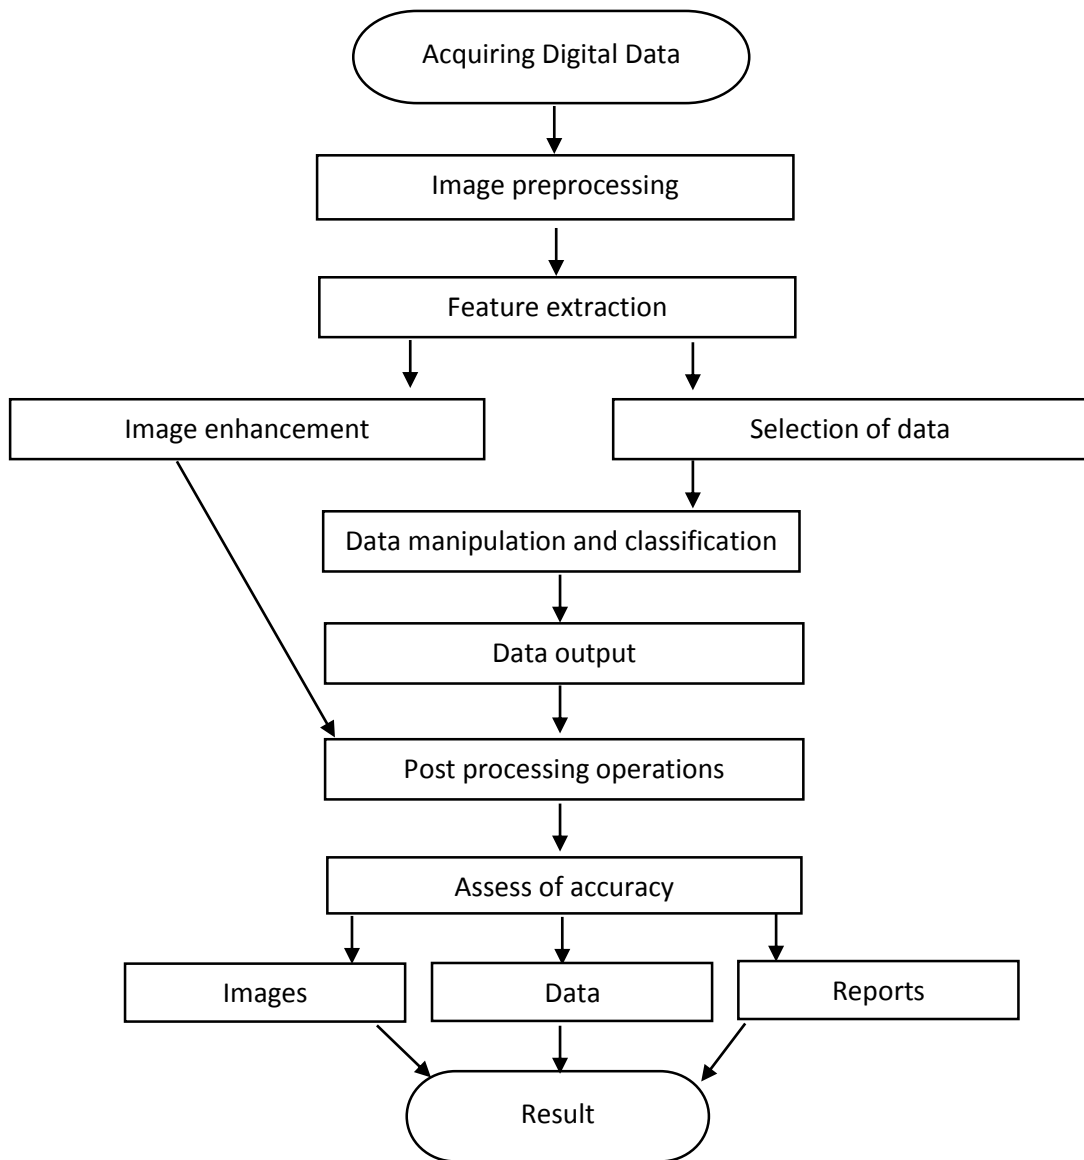 Acquiring Digital Data
Image preprocessing
Feature extraction
Image enhancement
Selection of data
Data manipulation and classification
Data output
Post processing operations
Assess of accuracy
Images
Data
Reports
Result